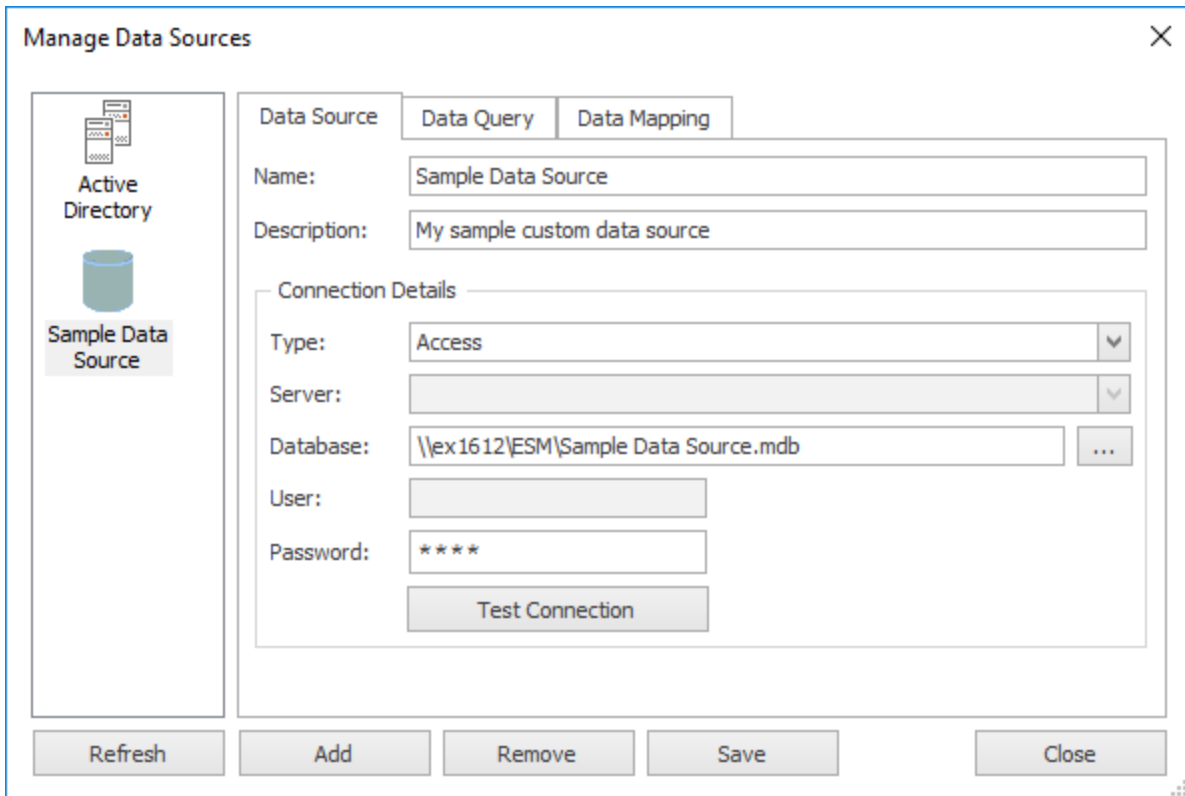 Manage Data Sources
Active
Directory
Sample Data
Source
Data Source
Data Query
Data Mapping
Name:
Sample Data Source
Description:
My sample custom data source
Connection Details
Type:
Access
Server:
Database:
\\ex1612\ESM\Sample Data Source.mdb
...
User:
Password:
****
Test Connection
Refresh
Add
Remove
Save
Close